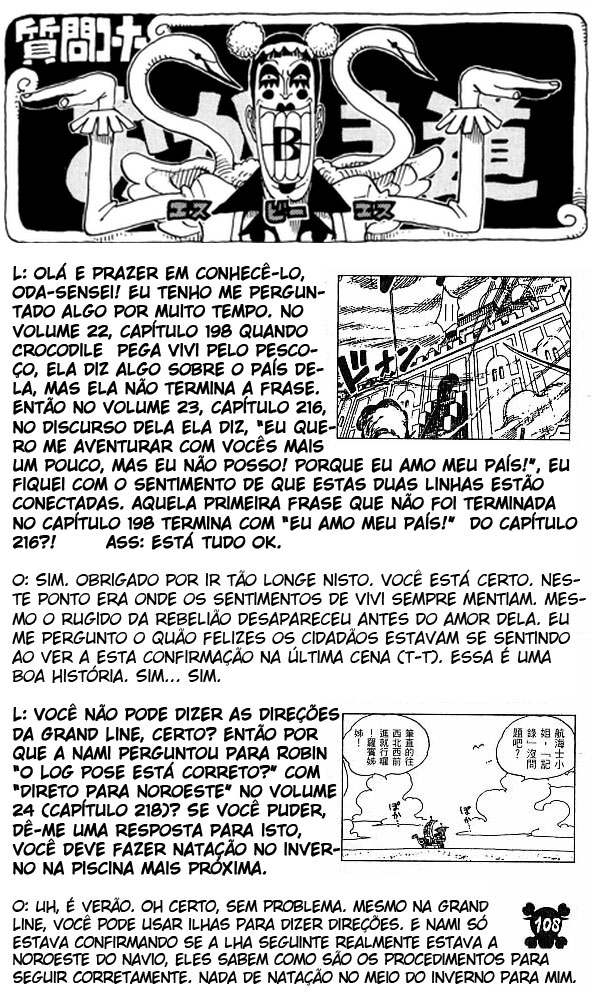 質問コーナー
B
エス
ビー
エス
L: OLÁ E PRAZER EM CONHECÊ-LO,
ODA-SENSEI! EU TENHO ME PERGUN-
TADO ALGO POR MUITO TEMPO. NO
VOLUME 22, CAPÍTULO 198 QUANDO
CROCODILE PEGA VIVI PELO PESCO-
ÇO, ELA DIZ ALGO SOBRE O PAÍS DE-
LA, MAS ELA NÃO TERMINA A FRASE.
ENTÃO NO VOLUME 23, CAPÍTULO 216,
NO DISCURSO DELA ELA DIZ, "EU QUE-
RO ME AVENTURAR COM VOCÊS MAIS
UM POUCO, MAS EU NÃO POSSO! PORQUE EU AMO MEU PAÍS!", EU
FIQUEI COM O SENTIMENTO DE QUE ESTAS DUAS LINHAS ESTÃO
CONECTADAS. AQUELA PRIMEIRA FRASE QUE NÃO FOI TERMINADA
NO CAPÍTULO 198 TERMINA COM "EU AMO MEU PAÍS!" DO CAPÍTULO
216?! ASS: ESTÁ TUDO OK.
ドォン
O: SIM. OBRIGADO POR IR TÃO LONGE NISTO. VOCÊ ESTÁ CERTO. NES-
TE PONTO ERA ONDE OS SENTIMENTOS DE VIVI SEMPRE MENTIAM. MES-
MO O RUGIDO DA REBELIÃO DESAPARECEU ANTES DO AMOR DELA. EU
ME PERGUNTO O QUÃO FELIZES OS CIDADÃOS ESTAVAM SE SENTINDO
AO VER A ESTA CONFIRMAÇÃO NA ÚLTIMA CENA (T-T). ESSA É UMA
BOA HISTÓRIA. SIM... SIM.
L: VOCÊ NÃO PODE DIZER AS DIREÇÕES
DA GRAND LINE, CERTO? ENTÃO POR
QUE A NAMI PERGUNTOU PARA ROBIN
"O LOG POSE ESTÁ CORRETO?" COM
"DIRETO PARA NOROESTE" NO VOLUME
24 (CAPÍTULO 218)? SE VOCÊ PUDER,
DÊ-ME UMA RESPOSTA PARA ISTO,
VOCÊ DEVE FAZER NATAÇÃO NO INVER-
NO NA PISCINA MAIS PRÓXIMA.
航海士小
姐，「記
錄」沒問
題吧？
筆直的往
西北西前
進就行囉
！羅賓姊
姊！
ぽか…
ぽか…
O: UH, É VERÃO. OH CERTO, SEM PROBLEMA. MESMO NA GRAND
LINE, VOCÊ PODE USAR ILHAS PARA DIZER DIREÇÕES. E NAMI SÓ
ESTAVA CONFIRMANDO SE A LHA SEGUINTE REALMENTE ESTAVA A
NOROESTE DO NAVIO, ELES SABEM COMO SÃO OS PROCEDIMENTOS PARA
SEGUIR CORRETAMENTE. NADA DE NATAÇÃO NO MEIO DO INVERNO PARA MIM.
108